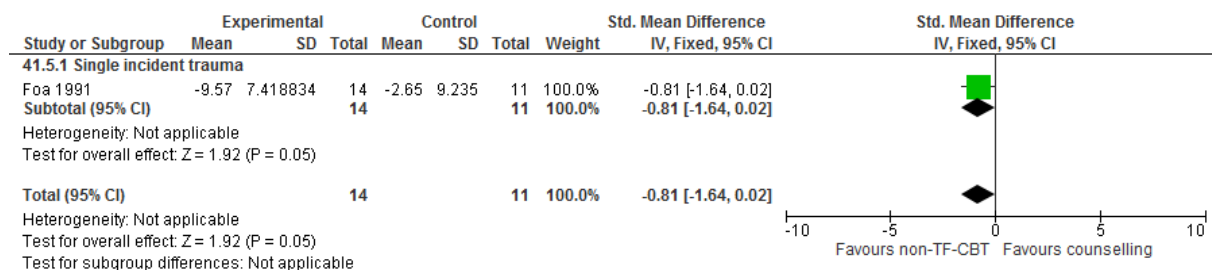 Experimental Control Std. Mean Difference Std. Mean Difference
Study or Subgroup Mean SD Total Mean SD Total Weight IV, Fixed, 95% CI IV, Fixed, 95% CI
41.5.1 Single incident trauma
Foa 1991 -9.57 7.418834 14 -2.65 9.235 11 100.0% -0.81 [-1.64, 0.02]
Subtotal (95% CI) 14 11 100.0% -0.81 [-1.64, 0.02]
Heterogeneity: Not applicable
Test for overall effect: Z = 1.92 (P = 0.05)
Total (95% CI) 14 11 100.0% -0.81 [-1.64, 0.02]
Heterogeneity: Not applicable
Test for overall effect: Z = 1.92 (P = 0.05)
Test for subgroup differences: Not applicable
-10 -5 0 5 10
Favours non-TF-CBT Favours counselling